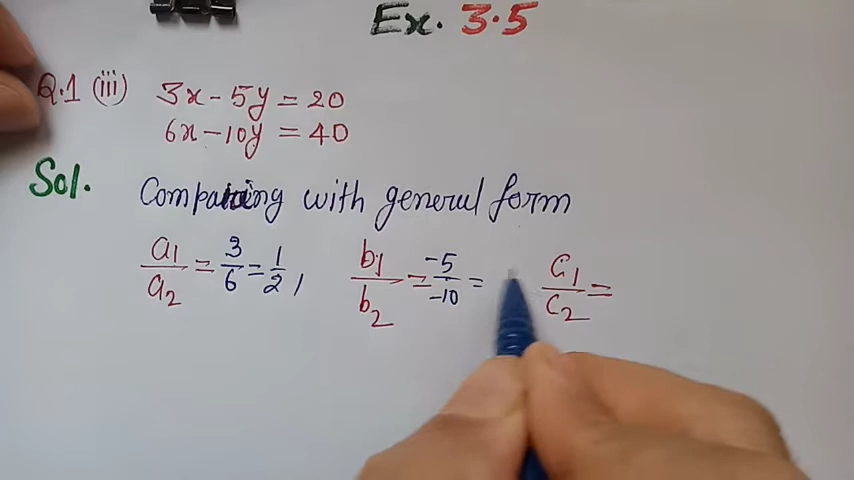 Ex. 3.5
Q.1 (iii) 3x - 5y = 20
6x - 10y = 40
Sol. Comparing with general form
a1/a2 = 3/6 = 1/2, b1/b2 = -5/-10 = c1/c2 =